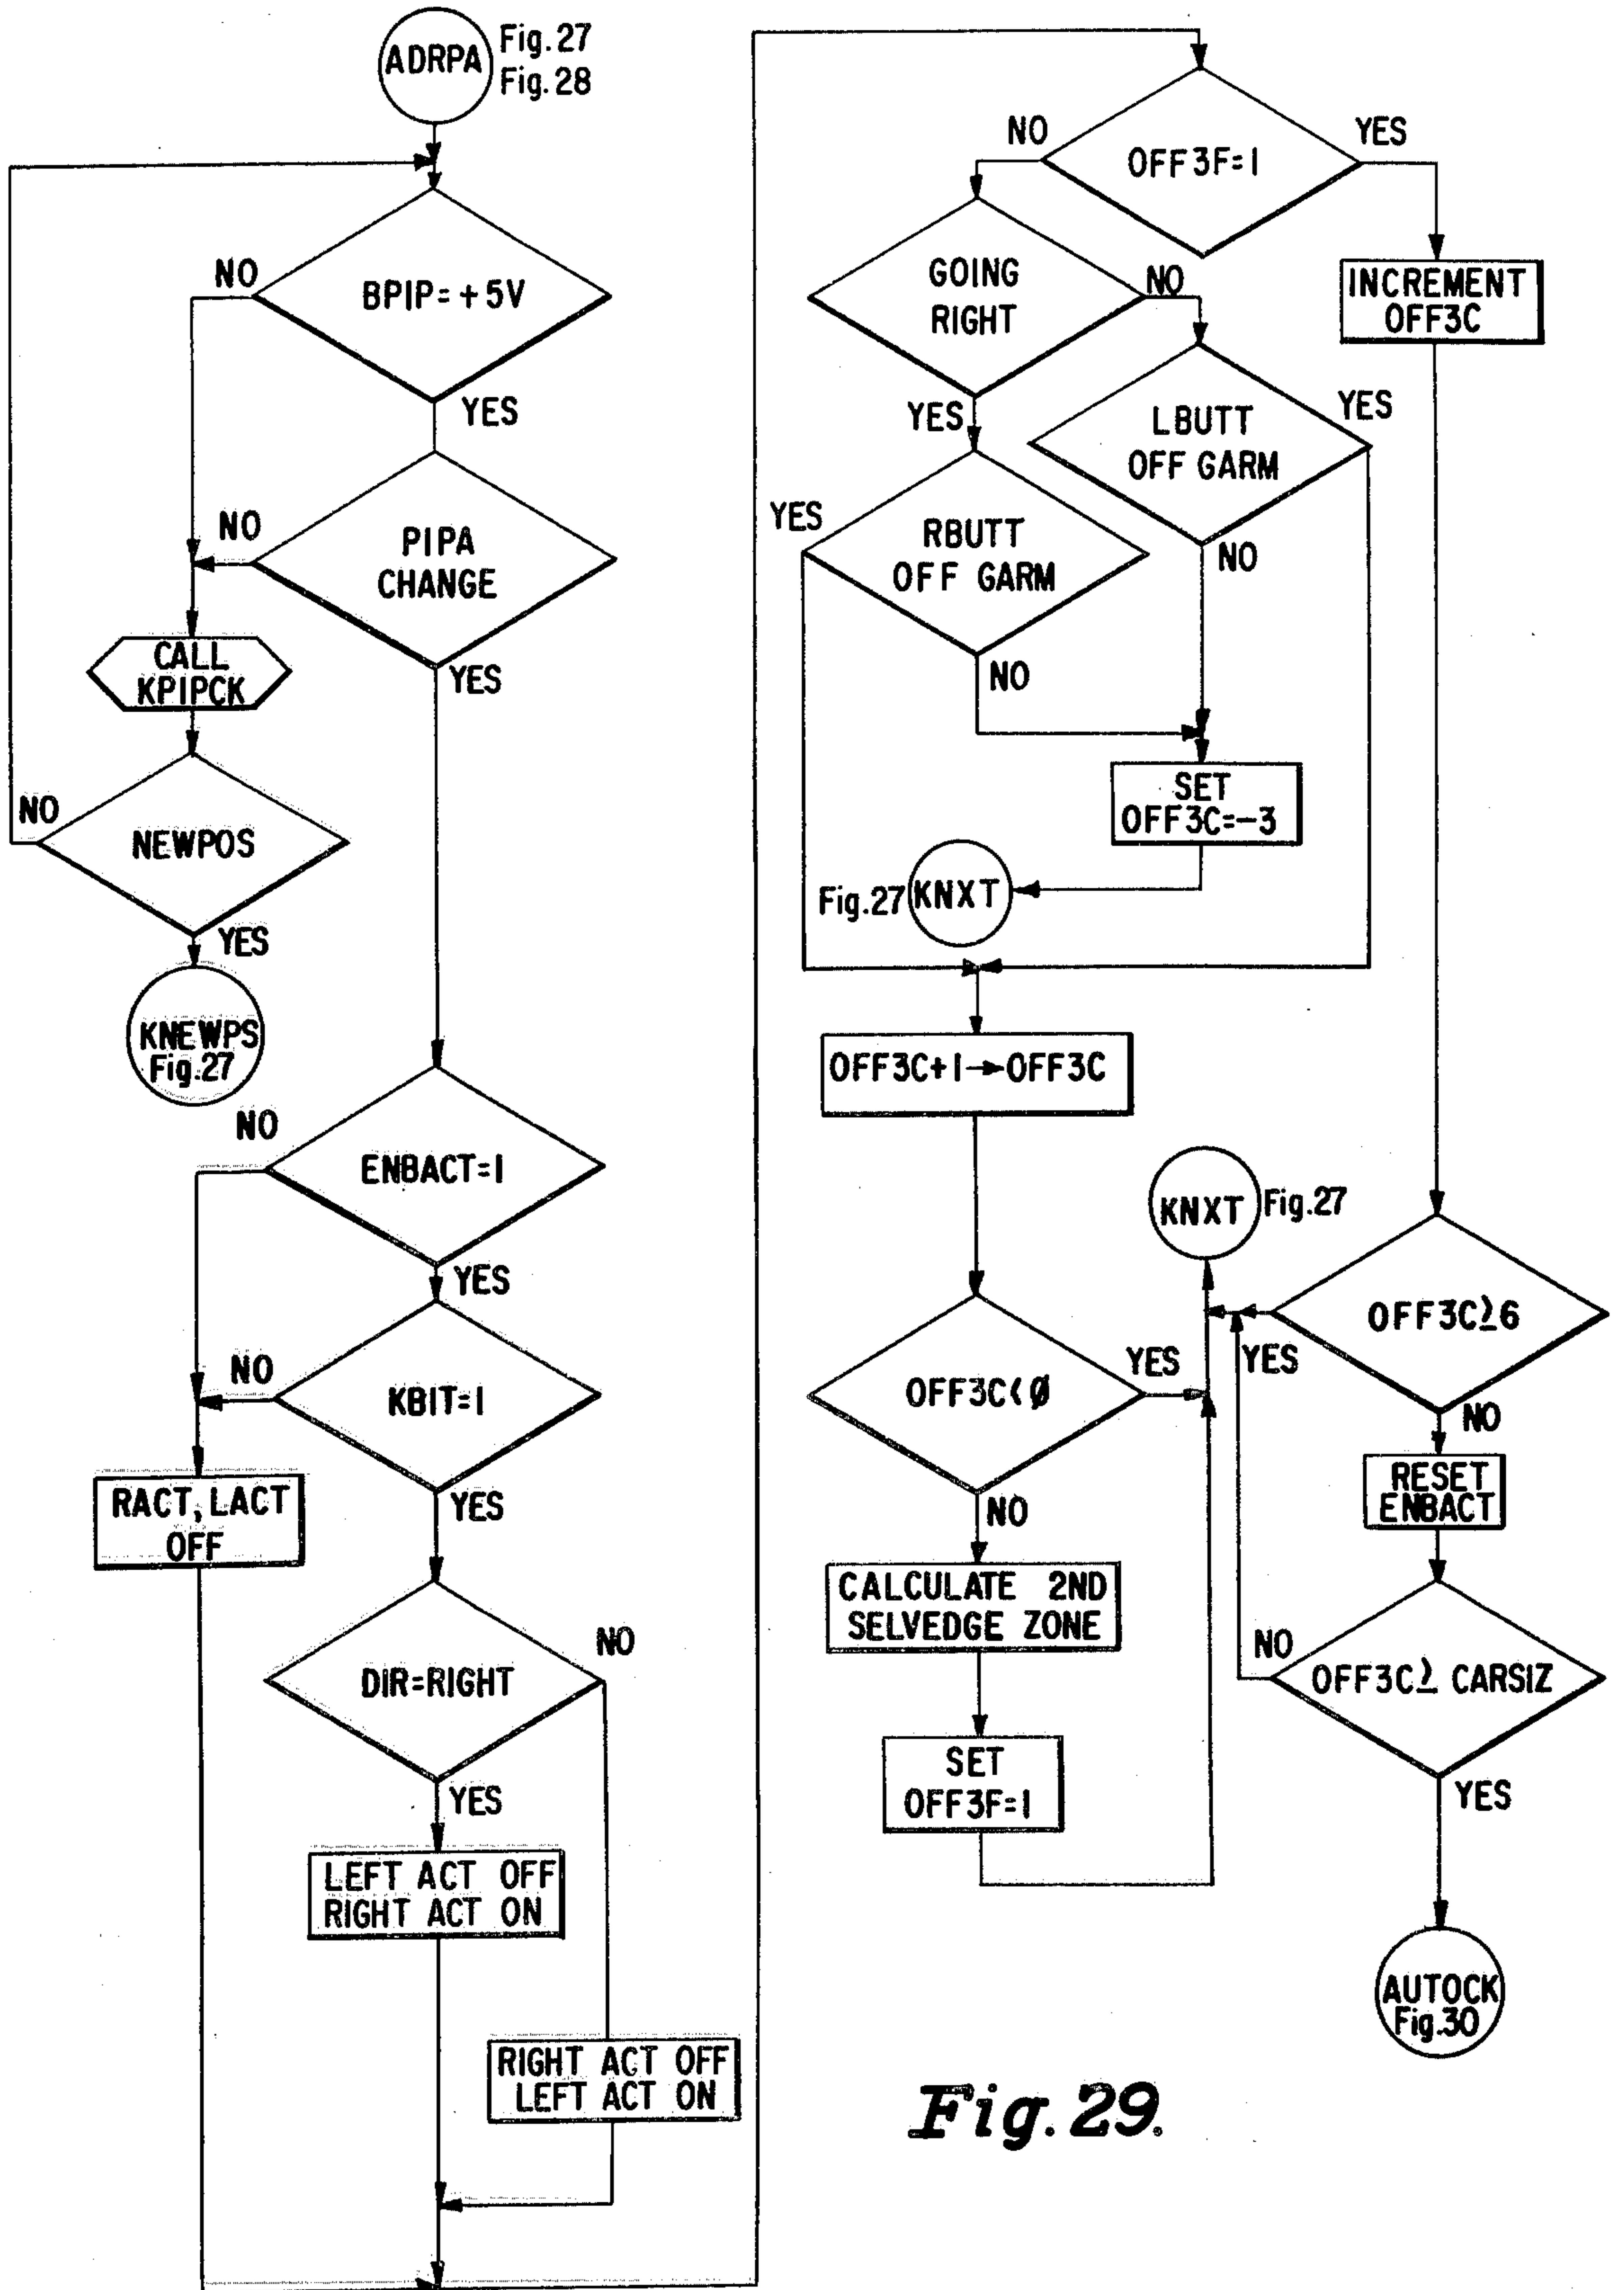 ADRPA
Fig. 27
Fig. 28
BPIP = +5V
NO
YES
PIPA
CHANGE
NO
YES
CALL
KPIPCK
NEWPOS
NO
YES
KNEWPS
Fig.27
ENBACT=1
NO
YES
KBIT=1
NO
YES
RACT, LACT
OFF
DIR=RIGHT
NO
YES
LEFT ACT OFF
RIGHT ACT ON
RIGHT ACT OFF
LEFT ACT ON
OFF3F=1
NO
YES
INCREMENT
OFF3C
GOING
RIGHT
NO
YES
LBUTT
OFF GARM
YES
NO
RBUTT
OFF GARM
YES
NO
SET
OFF3C=-3
Fig.27
KNXT
OFF3C+1→OFF3C
KNXT
Fig.27
OFF3C<Ø
YES
NO
CALCULATE 2ND
SELVEDGE ZONE
SET
OFF3F=1
OFF3C≥6
YES
NO
RESET
ENBACT
OFF3C≥ CARSIZ
NO
YES
AUTOCK
Fig.30
Fig. 29.